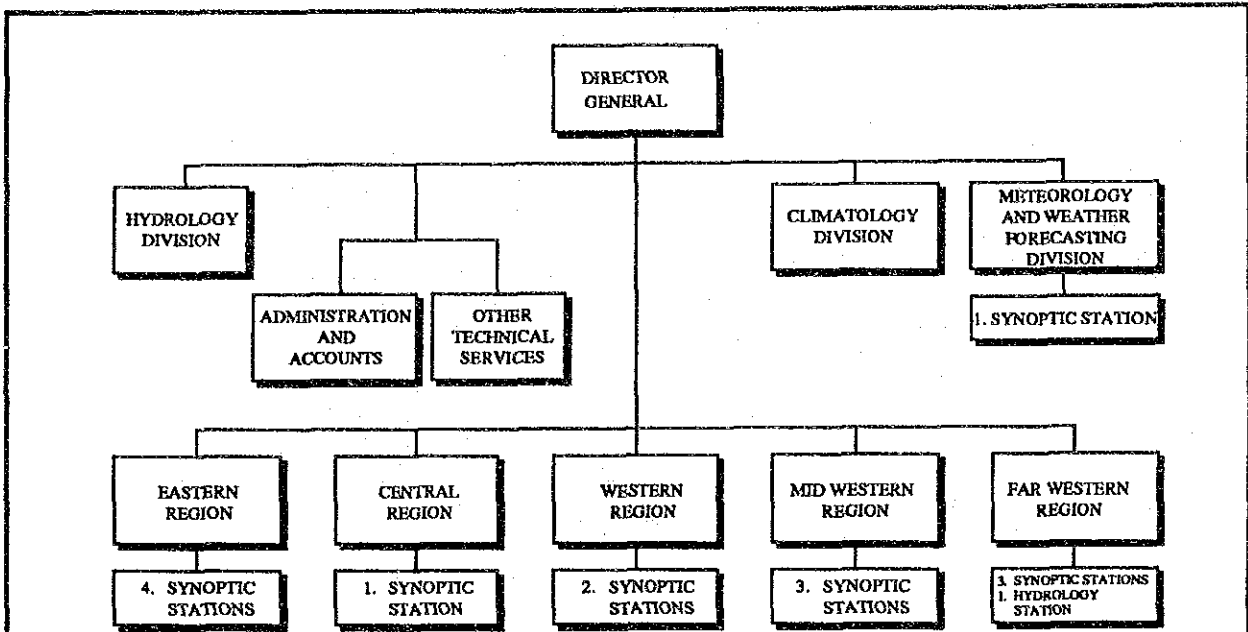 DIRECTOR
GENERAL
HYDROLOGY
DIVISION
CLIMATOLOGY
DIVISION
METEOROLOGY
AND WEATHER
FORECASTING
DIVISION
ADMINISTRATION
AND
ACCOUNTS
OTHER
TECHNICAL
SERVICES
1. SYNOPTIC STATION
EASTERN
REGION
CENTRAL
REGION
WESTERN
REGION
MID WESTERN
REGION
FAR WESTERN
REGION
4. SYNOPTIC
STATIONS
1. SYNOPTIC
STATION
2. SYNOPTIC
STATIONS
3. SYNOPTIC
STATIONS
3. SYNOPTIC STATIONS
1. HYDROLOGY
STATION